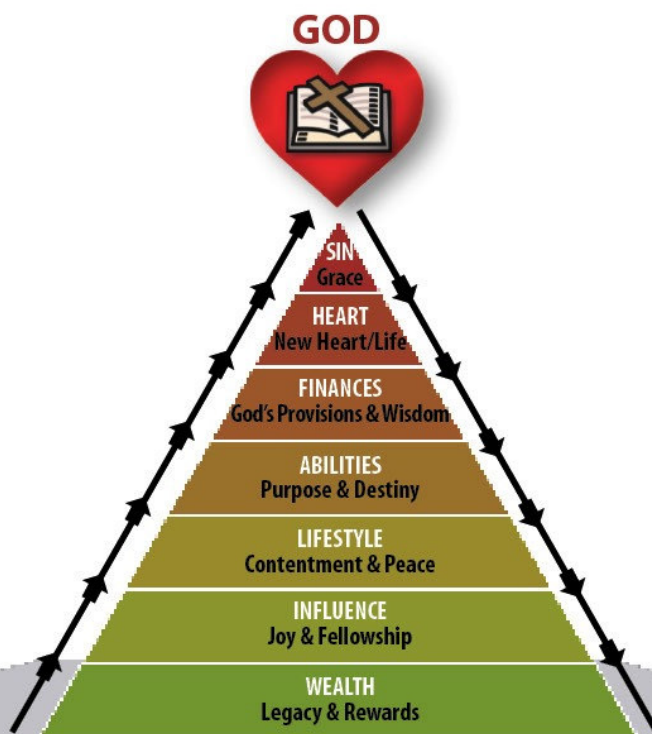 GOD
SIN
Grace
HEART
New Heart/Life
FINANCES
God's Provisions & Wisdom
ABILITIES
Purpose & Destiny
LIFESTYLE
Contentment & Peace
INFLUENCE
Joy & Fellowship
WEALTH
Legacy & Rewards